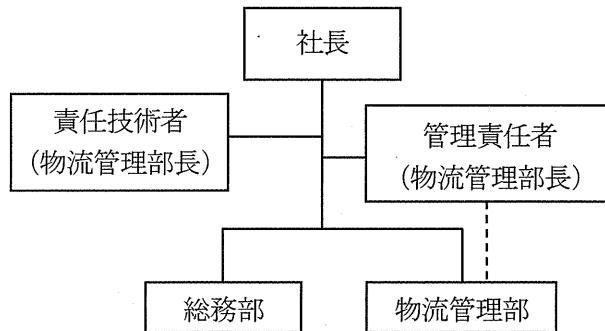 社長
責任技術者
(物流管理部長)
管理責任者
(物流管理部長)
総務部
物流管理部